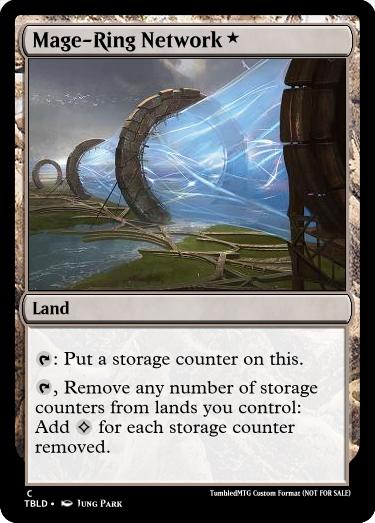 Mage-Ring Network ★
Land
: Put a storage counter on this.
, Remove any number of storage
counters from lands you control:
Add for each storage counter
removed.
C
TBLD • Jung Park
TumbledMTG Custom Format (NOT FOR SALE)